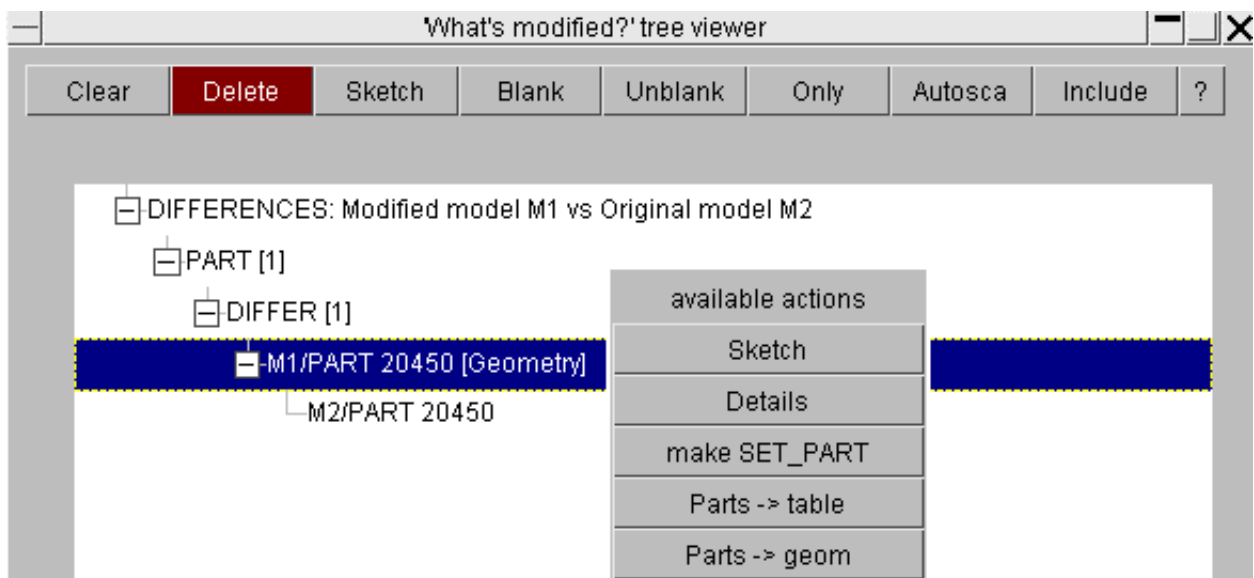 'What's modified?' tree viewer
Clear Delete Sketch Blank Unblank Only Autosca Include ?
DIFFERENCES: Modified model M1 vs Original model M2
PART [1]
DIFFER [1]
M1/PART 20450 [Geometry]
M2/PART 20450
available actions
Sketch
Details
make SET_PART
Parts -> table
Parts -> geom